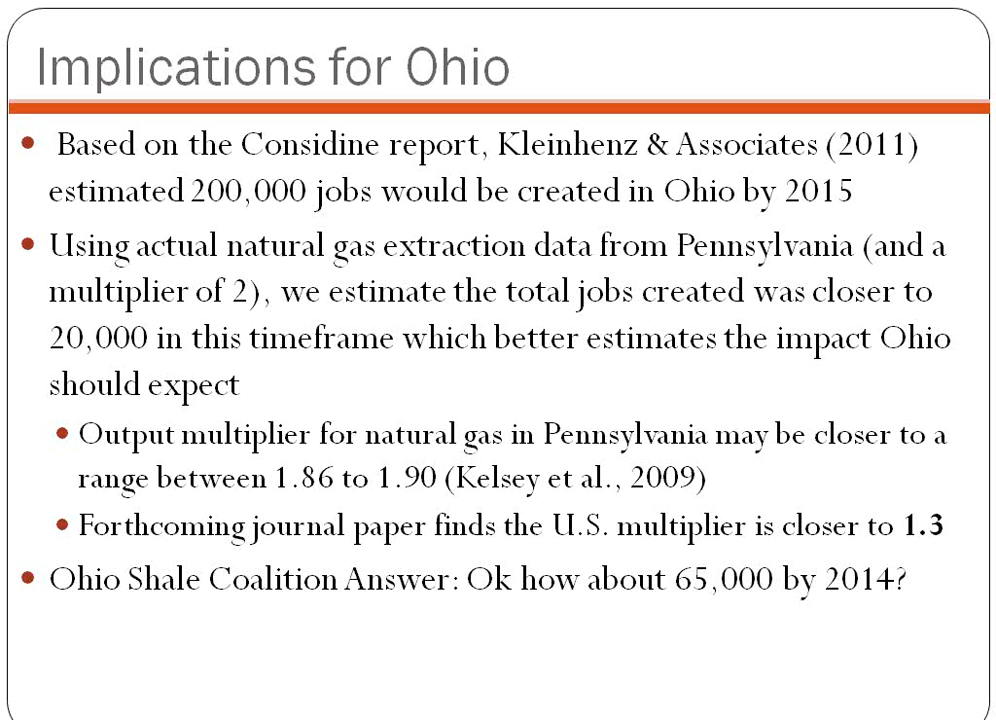 Implications for Ohio
Based on the Considine report, Kleinhenz & Associates (2011)
estimated 200,000 jobs would be created in Ohio by 2015
Using actual natural gas extraction data from Pennsylvania (and a
multiplier of 2), we estimate the total jobs created was closer to
20,000 in this timeframe which better estimates the impact Ohio
should expect
Output multiplier for natural gas in Pennsylvania may be closer to a
range between 1.86 to 1.90 (Kelsey et al., 2009)
Forthcoming journal paper finds the U.S. multiplier is closer to 1.3
Ohio Shale Coalition Answer: Ok how about 65,000 by 2014?